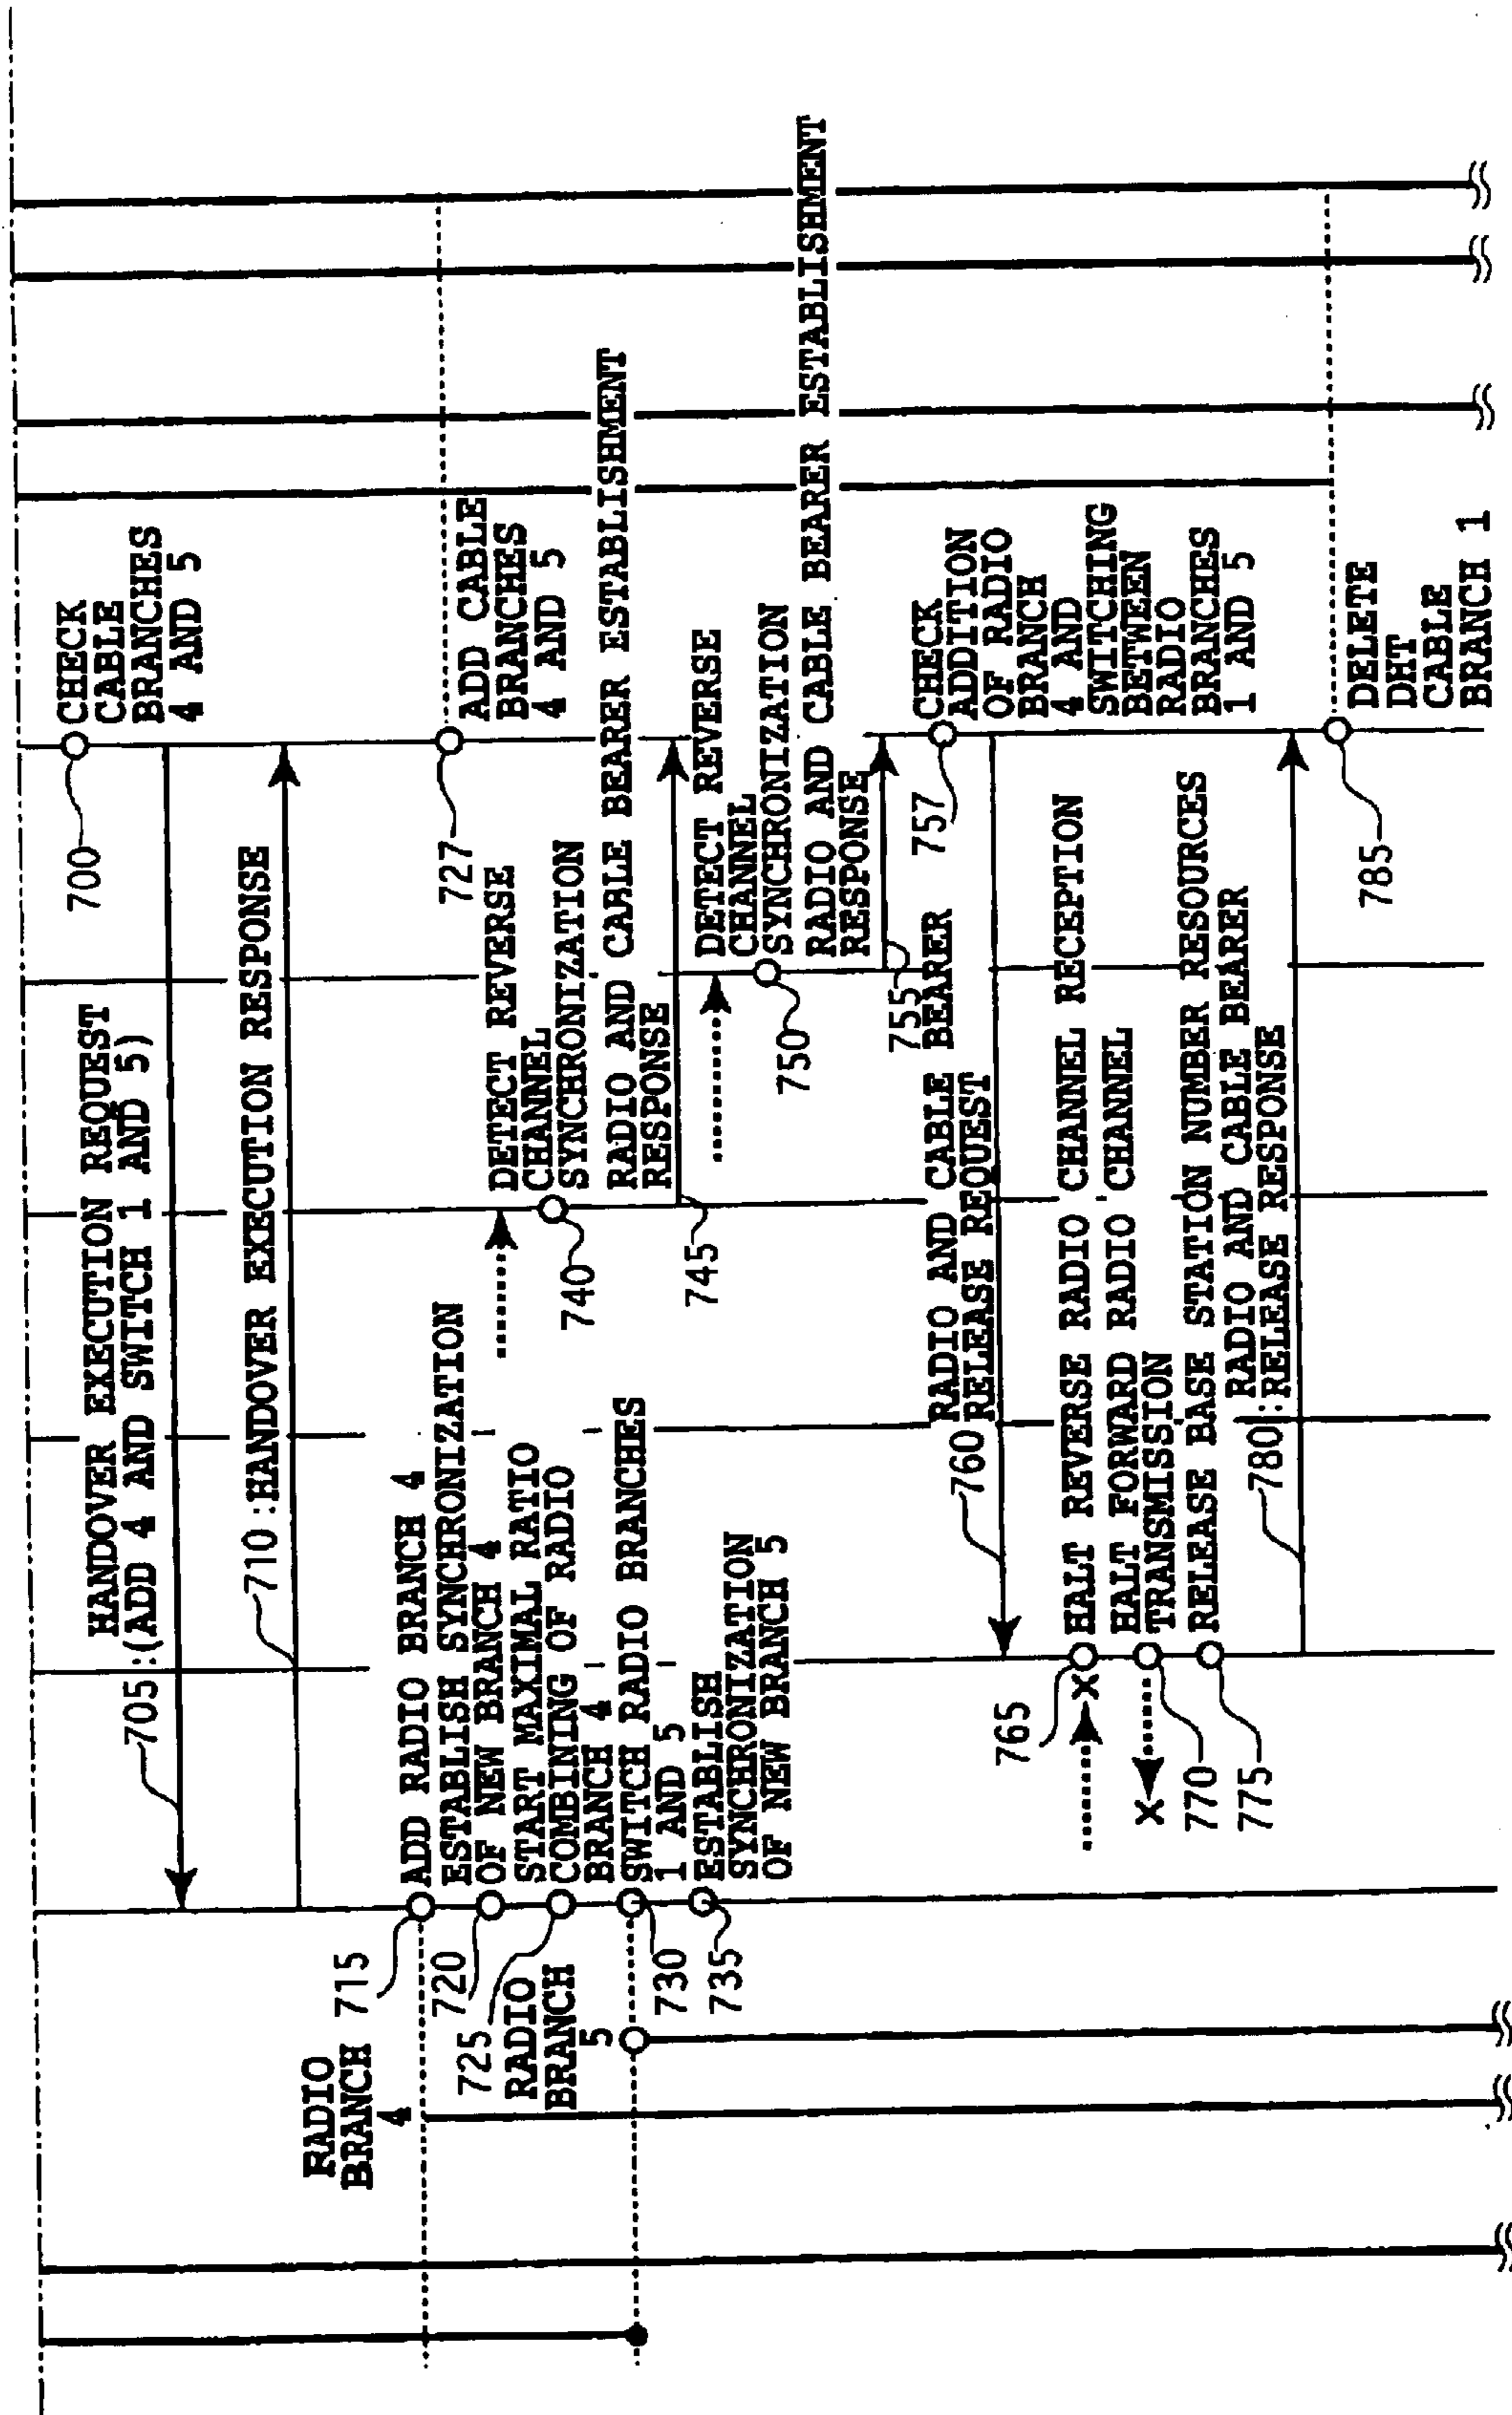 700
CHECK
CABLE
BRANCHES
4 AND 5
HANDOVER EXECUTION REQUEST
705 :(ADD 4 AND SWITCH 1 AND 5)
710 :HANDOVER EXECUTION RESPONSE
RADIO
BRANCH
4
715
ADD RADIO BRANCH 4
720
ESTABLISH SYNCHRONIZATION
OF NEW BRANCH 4
725
START MAXIMAL RATIO
COMBINING OF RADIO
BRANCH 4
727
ADD CABLE
BRANCHES
4 AND 5
RADIO
BRANCH
5
730
SWITCH RADIO BRANCHES
1 AND 5
735
ESTABLISH
SYNCHRONIZATION
OF NEW BRANCH 5
740
DETECT REVERSE
CHANNEL
SYNCHRONIZATION
745
RADIO AND CABLE BEARER ESTABLISHMENT
RESPONSE
750
DETECT REVERSE
CHANNEL
SYNCHRONIZATION
755
RADIO AND CABLE BEARER ESTABLISHMENT
RESPONSE
757
CHECK
ADDITION
OF RADIO
BRANCH
4 AND
SWITCHING
BETWEEN
RADIO
BRANCHES
1 AND 5
760
RADIO AND CABLE BEARER
RELEASE REQUEST
765
X
HALT REVERSE RADIO CHANNEL RECEPTION
X
770
HALT FORWARD RADIO CHANNEL
TRANSMISSION
775
RELEASE BASE STATION NUMBER RESOURCES
RADIO AND CABLE BEARER
780 :RELEASE RESPONSE
785
DELETE
DHT
CABLE
BRANCH 1